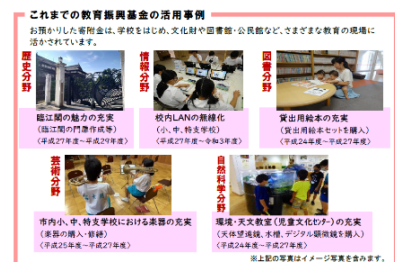 これまでの教育振興基金の活用事例
お預かりした寄附金は、学校をはじめ、文化財や図書館・公民館など、さまざまな教育の現場に
活かされています。
歴史分野
情報分野
図書分野
臨江閣の魅力の充実
(臨江閣の門扉作成等)
(平成27年度~平成29年度)
校内LANの無線化
(小、中、特支学校)
(平成27年度~令和3年度)
貸出用絵本の充実
(貸出用絵本セットを購入)
(平成24年度~平成27年度)
芸術分野
自然科学分野
市内小、中、特支学校における楽器の充実
(楽器の購入・修繕)
(平成25年度~平成27年度)
環境・天文教室(児童文化センター)の充実
(天体望遠鏡、水槽、デジタル顕微鏡を購入)
(平成24年度~平成27年度)
※上記の写真はイメージ写真を含みます。